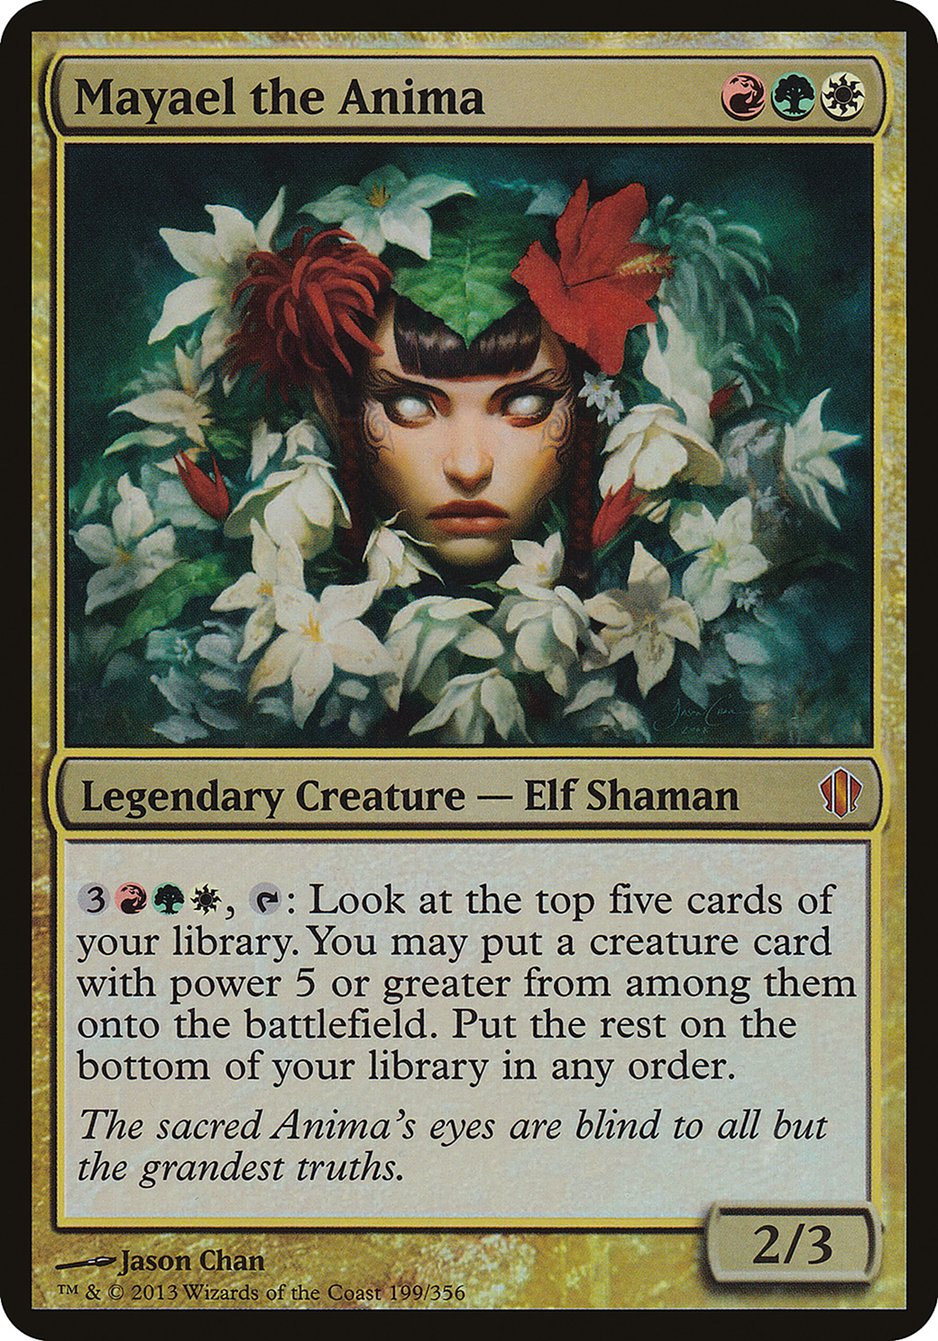 Mayael the Anima
Legendary Creature — Elf Shaman
3, : Look at the top five cards of
your library. You may put a creature card
with power 5 or greater from among them
onto the battlefield. Put the rest on the
bottom of your library in any order.
The sacred Anima's eyes are blind to all but
the grandest truths.
2/3
Jason Chan
™ & © 2013 Wizards of the Coast 199/356